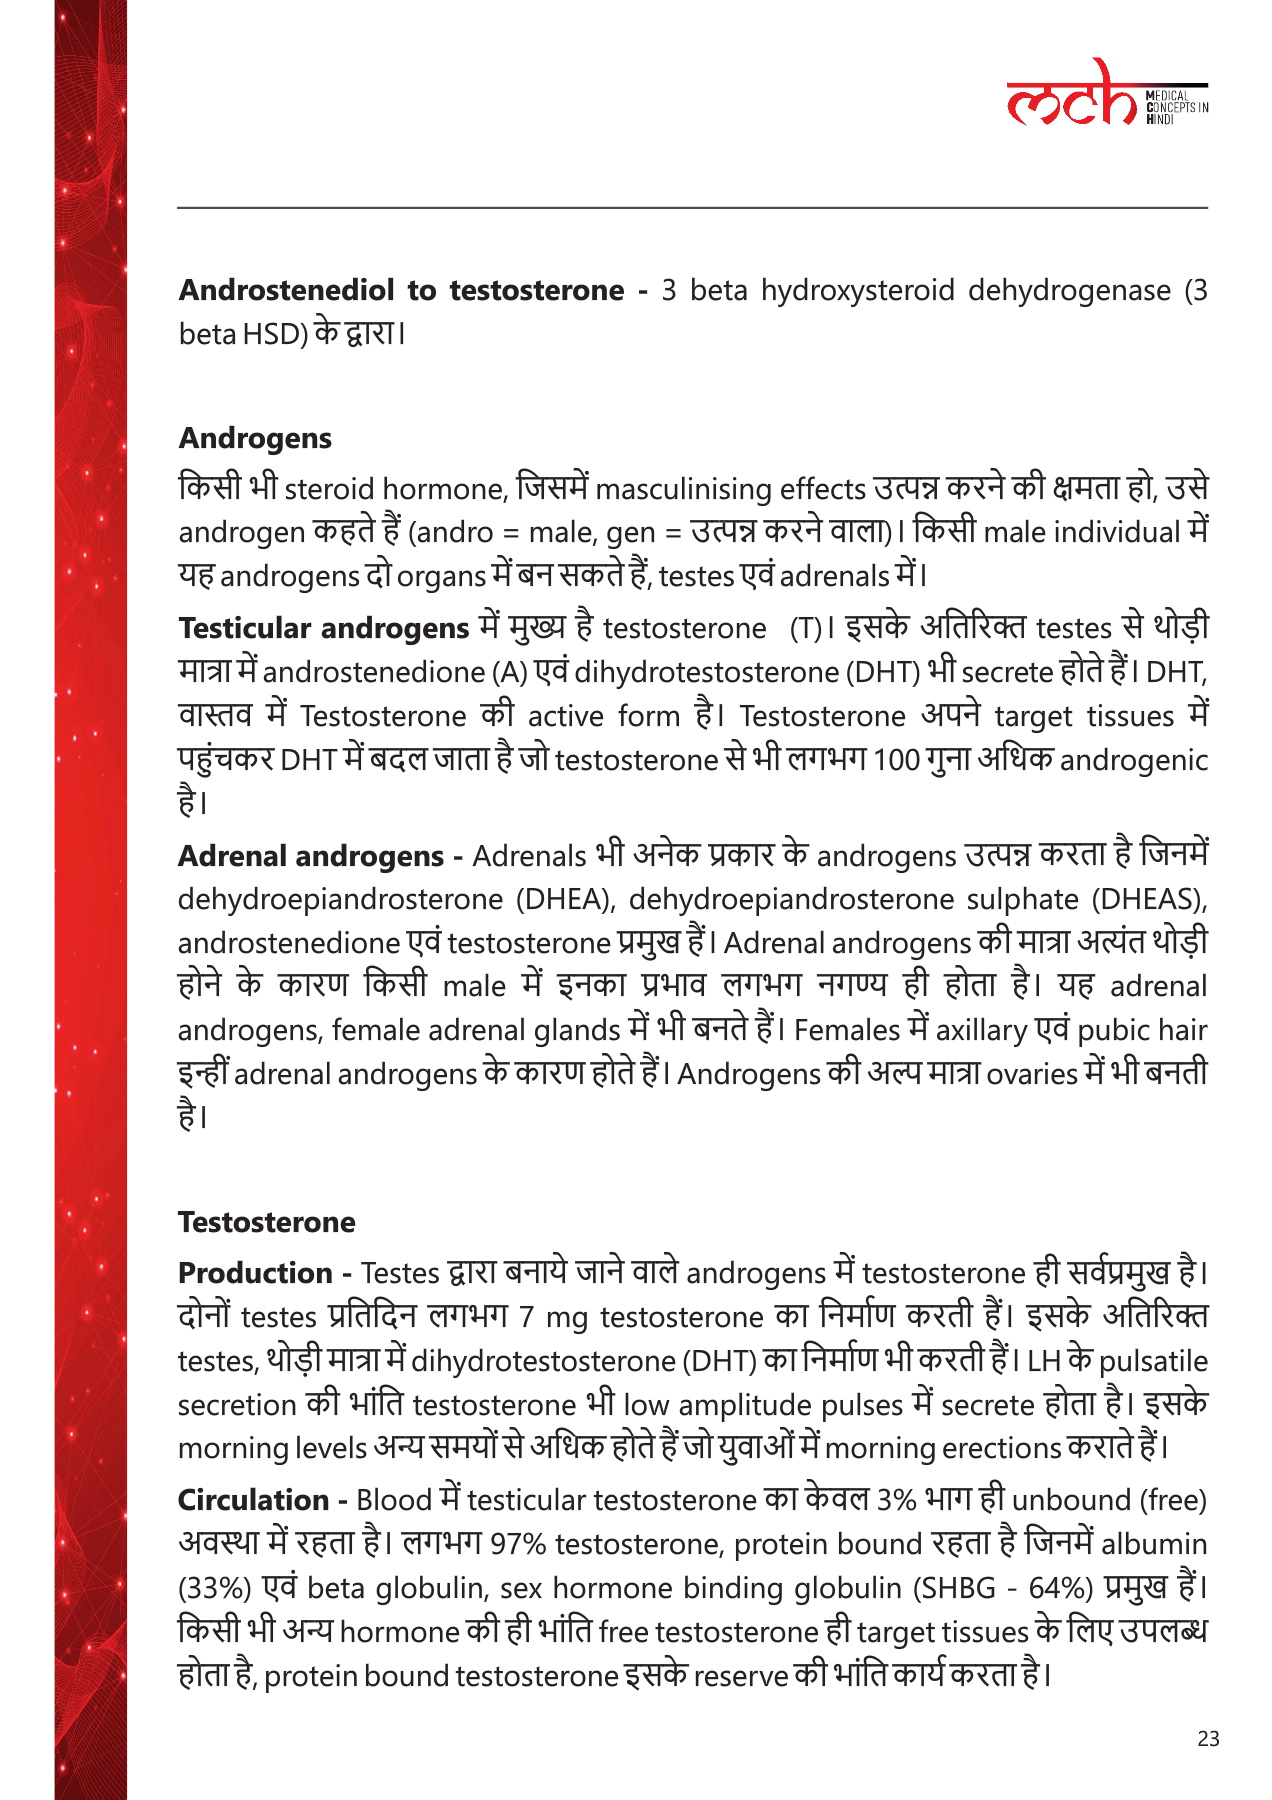 mch MEDICAL
CONCEPTS IN
HINDI
Androstenediol to testosterone - 3 beta hydroxysteroid dehydrogenase (3
beta HSD) के द्वारा।
Androgens
किसी भी steroid hormone, जिसमें masculinising effects उत्पन्न करने की क्षमता हो, उसे
androgen कहते हैं (andro = male, gen = उत्पन्न करने वाला)। किसी male individual में
यह androgens दो organs में बन सकते हैं, testes एवं adrenals में।
Testicular androgens में मुख्य है testosterone (T)। इसके अतिरिक्त testes से थोड़ी
मात्रा में androstenedione (A) एवं dihydrotestosterone (DHT) भी secrete होते हैं। DHT,
वास्तव में Testosterone की active form है। Testosterone अपने target tissues में
पहुंचकर DHT में बदल जाता है जो testosterone से भी लगभग 100 गुना अधिक androgenic
है।
Adrenal androgens - Adrenals भी अनेक प्रकार के androgens उत्पन्न करता है जिनमें
dehydroepiandrosterone (DHEA), dehydroepiandrosterone sulphate (DHEAS),
androstenedione एवं testosterone प्रमुख हैं। Adrenal androgens की मात्रा अत्यंत थोड़ी
होने के कारण किसी male में इनका प्रभाव लगभग नगण्य ही होता है। यह adrenal
androgens, female adrenal glands में भी बनते हैं। Females में axillary एवं pubic hair
इन्हीं adrenal androgens के कारण होते हैं। Androgens की अल्प मात्रा ovaries में भी बनती
है।
Testosterone
Production - Testes द्वारा बनाये जाने वाले androgens में testosterone ही सर्वप्रमुख है।
दोनों testes प्रतिदिन लगभग 7 mg testosterone का निर्माण करती हैं। इसके अतिरिक्त
testes, थोड़ी मात्रा में dihydrotestosterone (DHT) का निर्माण भी करती हैं। LH के pulsatile
secretion की भांति testosterone भी low amplitude pulses में secrete होता है। इसके
morning levels अन्य समयों से अधिक होते हैं जो युवाओं में morning erections कराते हैं।
Circulation - Blood में testicular testosterone का केवल 3% भाग ही unbound (free)
अवस्था में रहता है। लगभग 97% testosterone, protein bound रहता है जिनमें albumin
(33%) एवं beta globulin, sex hormone binding globulin (SHBG - 64%) प्रमुख हैं।
किसी भी अन्य hormone की ही भांति free testosterone ही target tissues के लिए उपलब्ध
होता है, protein bound testosterone इसके reserve की भांति कार्य करता है।
23